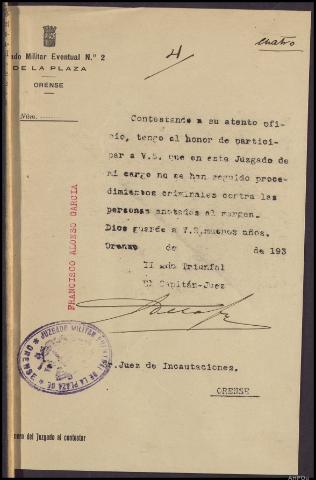 4
cuatro
ado Militar Eventual N.º 2
DE LA PLAZA
ORENSE
Núm.
Contestando a su atento ofi-
cio, tengo el honor de partici-
par a V.S. que en este Juzgado de
mi cargo no se han seguido proce-
dimientos criminales contra las
personas anotadas al margen.
Dios guarde a V.S. muchos años.
Orense de de 193
II Año Triunfal
El Capitán-Juez
FRANCISCO ALONSO GARCIA
JUZGADO MILITAR EVENTUAL
DE LA PLAZA DE
ORENSE
Juez de Incautaciones.
ORENSE
mero del Juzgado al contestar